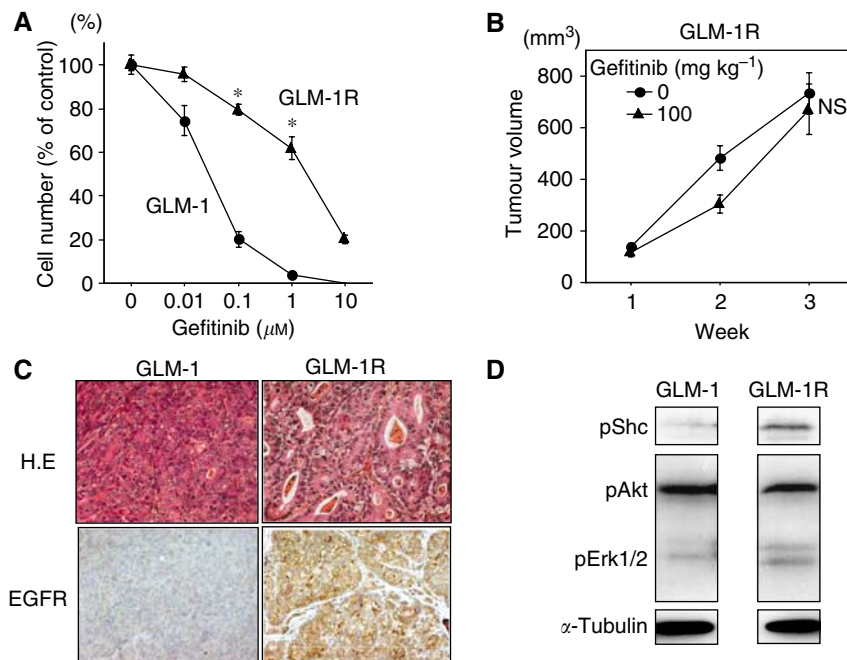 A (%)
Cell number (% of control)
100
80
60
40
20
0
* *
GLM-1R
GLM-1
0 0.01 0.1 1 10
Gefitinib (μM)
B (mm³) GLM-1R
Tumour volume
800
600
400
200
0
Gefitinib (mg kg⁻¹)
0
100
NS
1 2 3
Week
C GLM-1 GLM-1R
H.E
EGFR
D GLM-1 GLM-1R
pShc
pAkt
pErk1/2
α-Tubulin